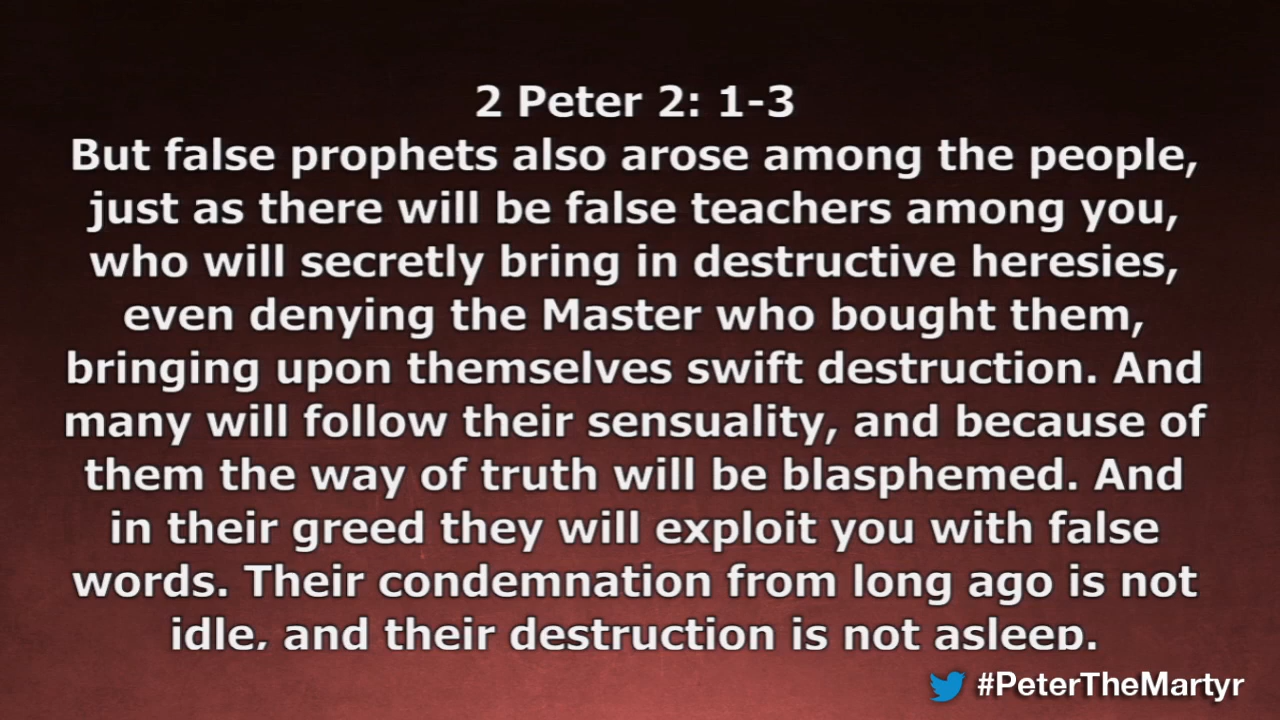 2 Peter 2: 1-3
But false prophets also arose among the people,
just as there will be false teachers among you,
who will secretly bring in destructive heresies,
even denying the Master who bought them,
bringing upon themselves swift destruction. And
many will follow their sensuality, and because of
them the way of truth will be blasphemed. And
in their greed they will exploit you with false
words. Their condemnation from long ago is not
idle, and their destruction is not asleep.
#PeterTheMartyr